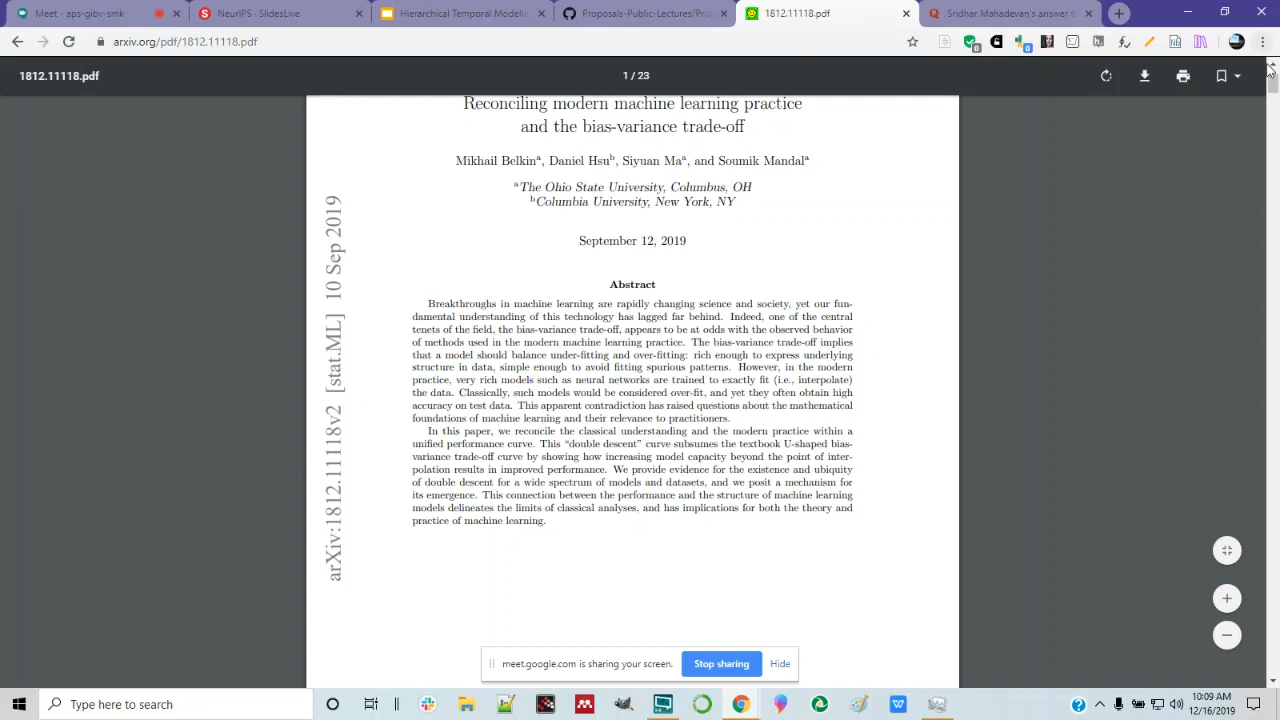 Meet - aps-gibv-smb
NeurIPS - SlidesLive
Hierarchical Temporal Modelin
Proposals-Public-Lectures/Pro
1812.11118.pdf
Sridhar Mahadevan's answer t
arxiv.org/pdf/1812.11118.pdf
1812.11118.pdf
1 / 23
Reconciling modern machine learning practice
and the bias-variance trade-off
Mikhail Belkinᵃ, Daniel Hsuᵇ, Siyuan Maᵃ, and Soumik Mandalᵃ
ᵃThe Ohio State University, Columbus, OH
ᵇColumbia University, New York, NY
September 12, 2019
arXiv:1812.11118v2 [stat.ML] 10 Sep 2019
Abstract
Breakthroughs in machine learning are rapidly changing science and society, yet our fun-
damental understanding of this technology has lagged far behind. Indeed, one of the central
tenets of the field, the bias-variance trade-off, appears to be at odds with the observed behavior
of methods used in the modern machine learning practice. The bias-variance trade-off implies
that a model should balance under-fitting and over-fitting: rich enough to express underlying
structure in data, simple enough to avoid fitting spurious patterns. However, in the modern
practice, very rich models such as neural networks are trained to exactly fit (i.e., interpolate)
the data. Classically, such models would be considered over-fit, and yet they often obtain high
accuracy on test data. This apparent contradiction has raised questions about the mathematical
foundations of machine learning and their relevance to practitioners.
In this paper, we reconcile the classical understanding and the modern practice within a
unified performance curve. This “double descent” curve subsumes the textbook U-shaped bias-
variance trade-off curve by showing how increasing model capacity beyond the point of inter-
polation results in improved performance. We provide evidence for the existence and ubiquity
of double descent for a wide spectrum of models and datasets, and we posit a mechanism for
its emergence. This connection between the performance and the structure of machine learning
models delineates the limits of classical analyses, and has implications for both the theory and
practice of machine learning.
meet.google.com is sharing your screen.
Stop sharing
Hide
Type here to search
10:09 AM
12/16/2019